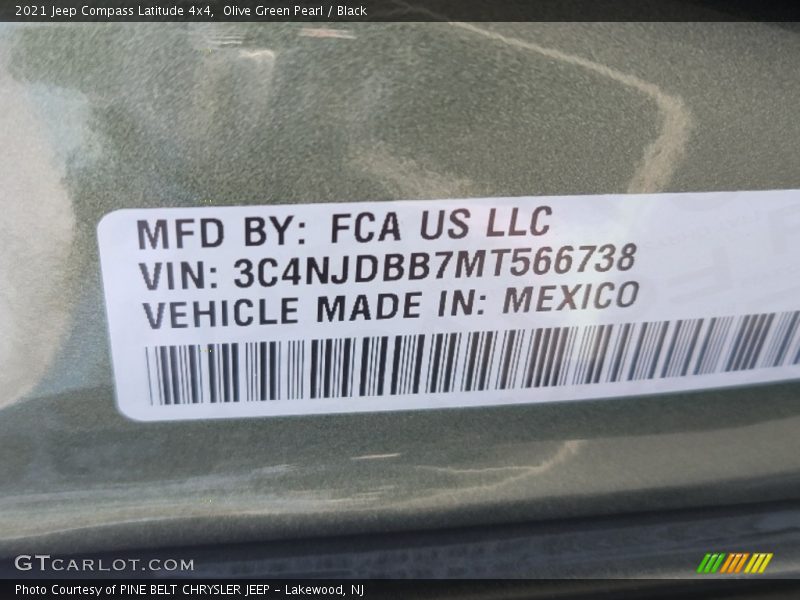 2021 Jeep Compass Latitude 4x4, Olive Green Pearl / Black
MFD BY: FCA US LLC
VIN: 3C4NJDBB7MT566738
VEHICLE MADE IN: MEXICO
GTCARLOT.COM
Photo Courtesy of PINE BELT CHRYSLER JEEP - Lakewood, NJ